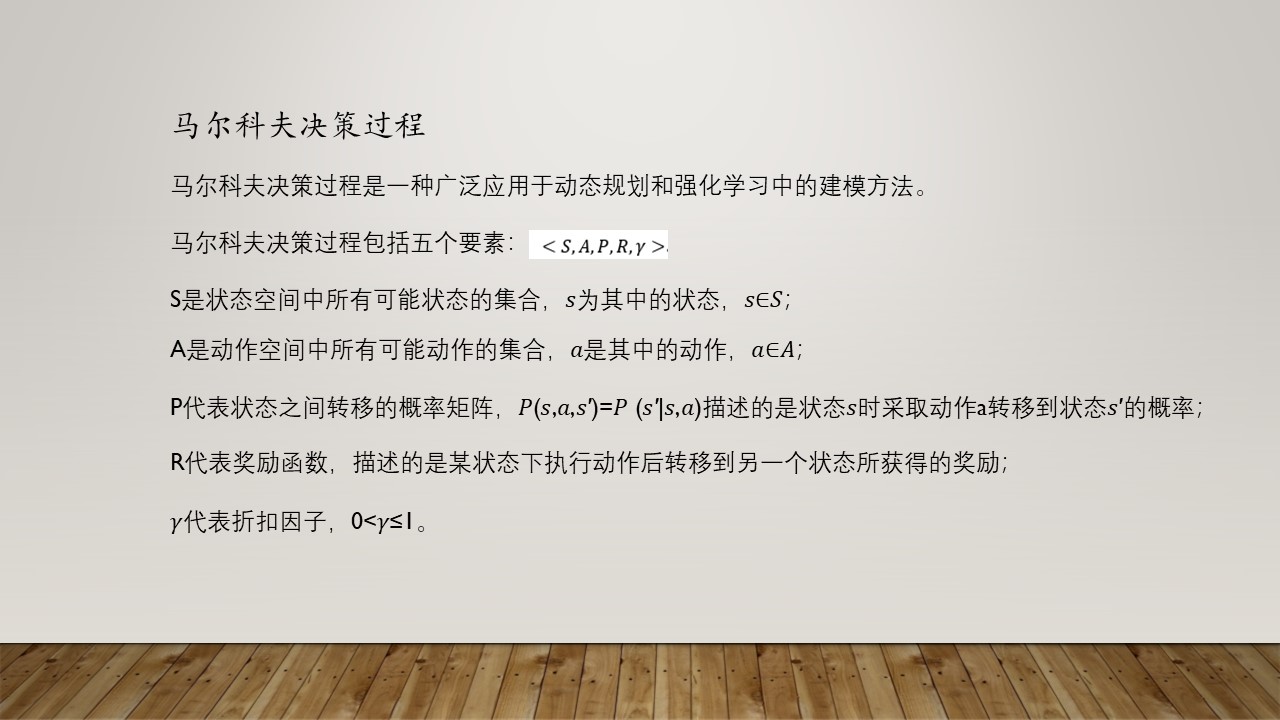 马尔科夫决策过程
马尔科夫决策过程是一种广泛应用于动态规划和强化学习中的建模方法。
马尔科夫决策过程包括五个要素：<S,A,P,R,γ>.
S是状态空间中所有可能状态的集合，s为其中的状态，s∈S；
A是动作空间中所有可能动作的集合，a是其中的动作，a∈A；
P代表状态之间转移的概率矩阵，P(s,a,s′)=P (s′|s,a)描述的是状态s时采取动作a转移到状态s′的概率；
R代表奖励函数，描述的是某状态下执行动作后转移到另一个状态所获得的奖励；
γ代表折扣因子，0<γ≤1。